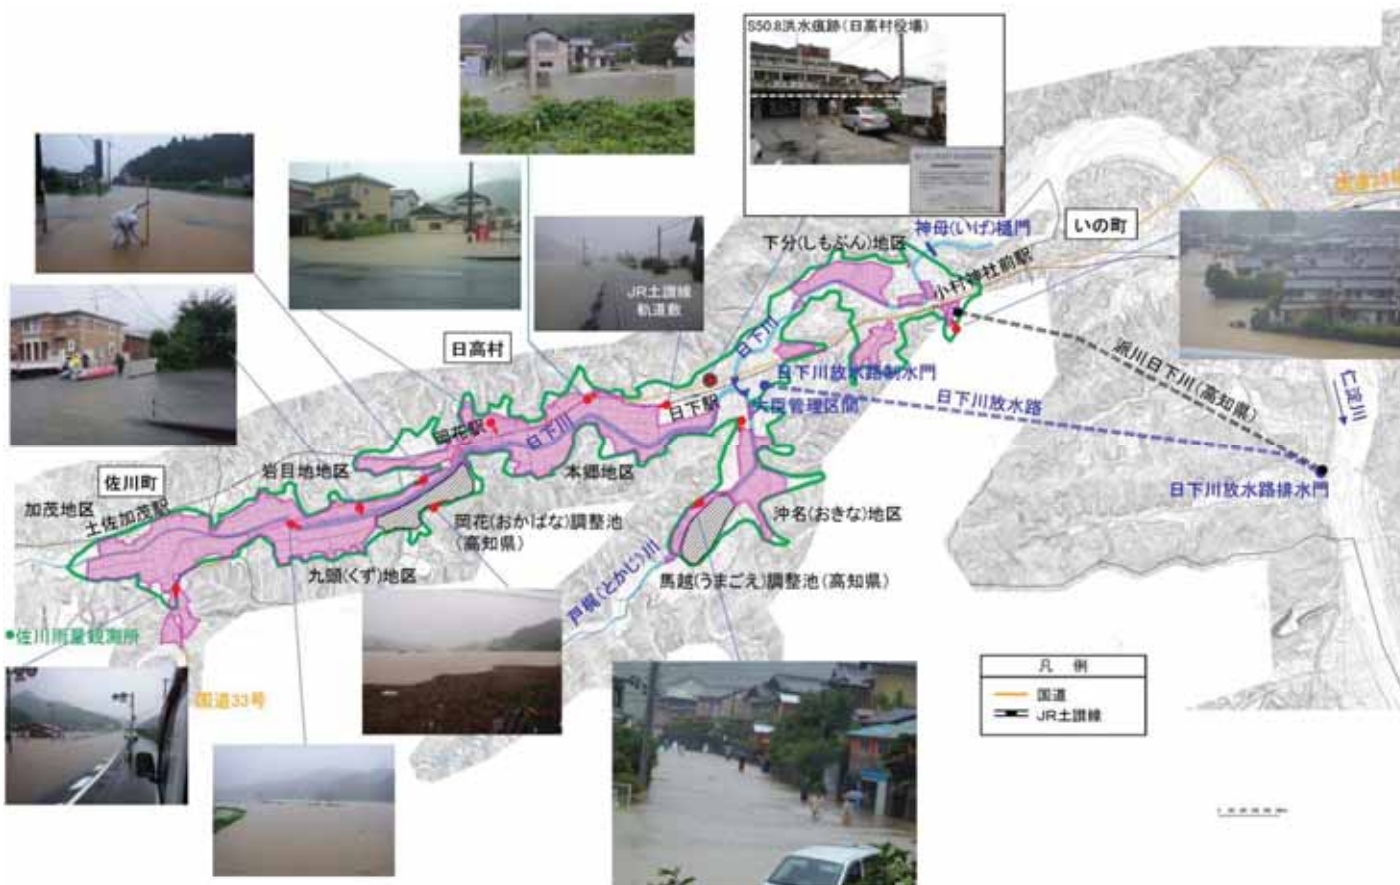 S50.8洪水痕跡(日高村役場)
いの町
神母(いげ)樋門
下分(しもぶん)地区
小村神社前駅
JR土讃線
軌道敷
日高村
日下川
日下川放水路制水門
派川日下川(高知県)
仁淀川
大臣管理区間
日下川放水路
日下駅
岡花駅
日下川
日下川放水路排水門
岩目地地区
本郷地区
佐川町
加茂地区
土佐加茂駅
沖名(おきな)地区
岡花(おかばな)調整池
(高知県)
九頭(くず)地区
戸梶(とかじ)川
馬越(うまごえ)調整池(高知県)
佐川雨量観測所
国道33号
凡 例
国道
JR土讃線